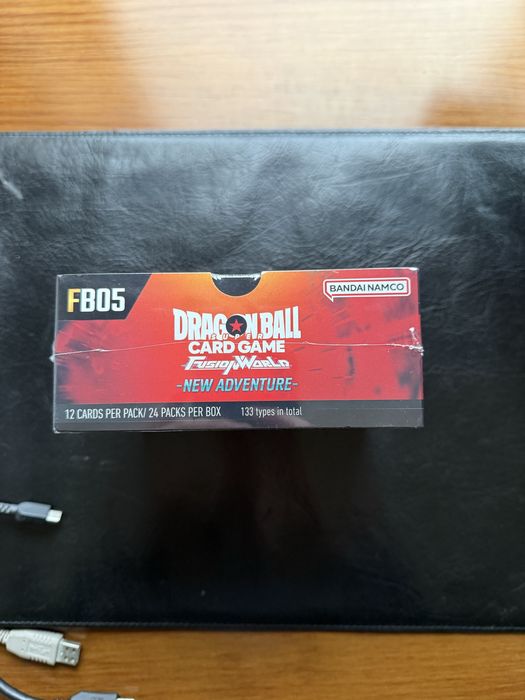 FB05
BANDAI NAMCO
DRAGON BALL
SUPER
CARD GAME
FUSION WORLD
-NEW ADVENTURE-
12 CARDS PER PACK/ 24 PACKS PER BOX 133 types in total